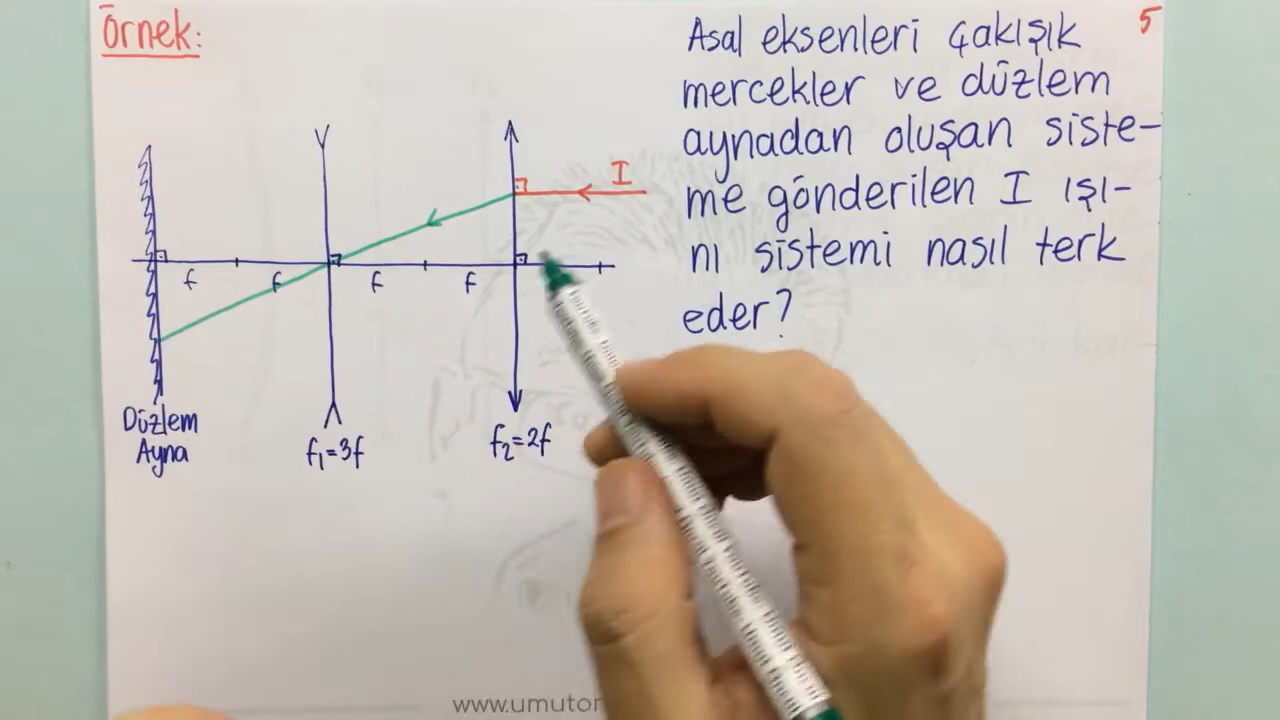 Örnek:
5
Asal eksenleri çakışık
mercekler ve düzlem
aynadan oluşan siste-
me gönderilen I ışı-
nı sistemi nasıl terk
eder?
I
f f f f
Düzlem
Ayna
f₁=3f
f₂=2f
www.umutor